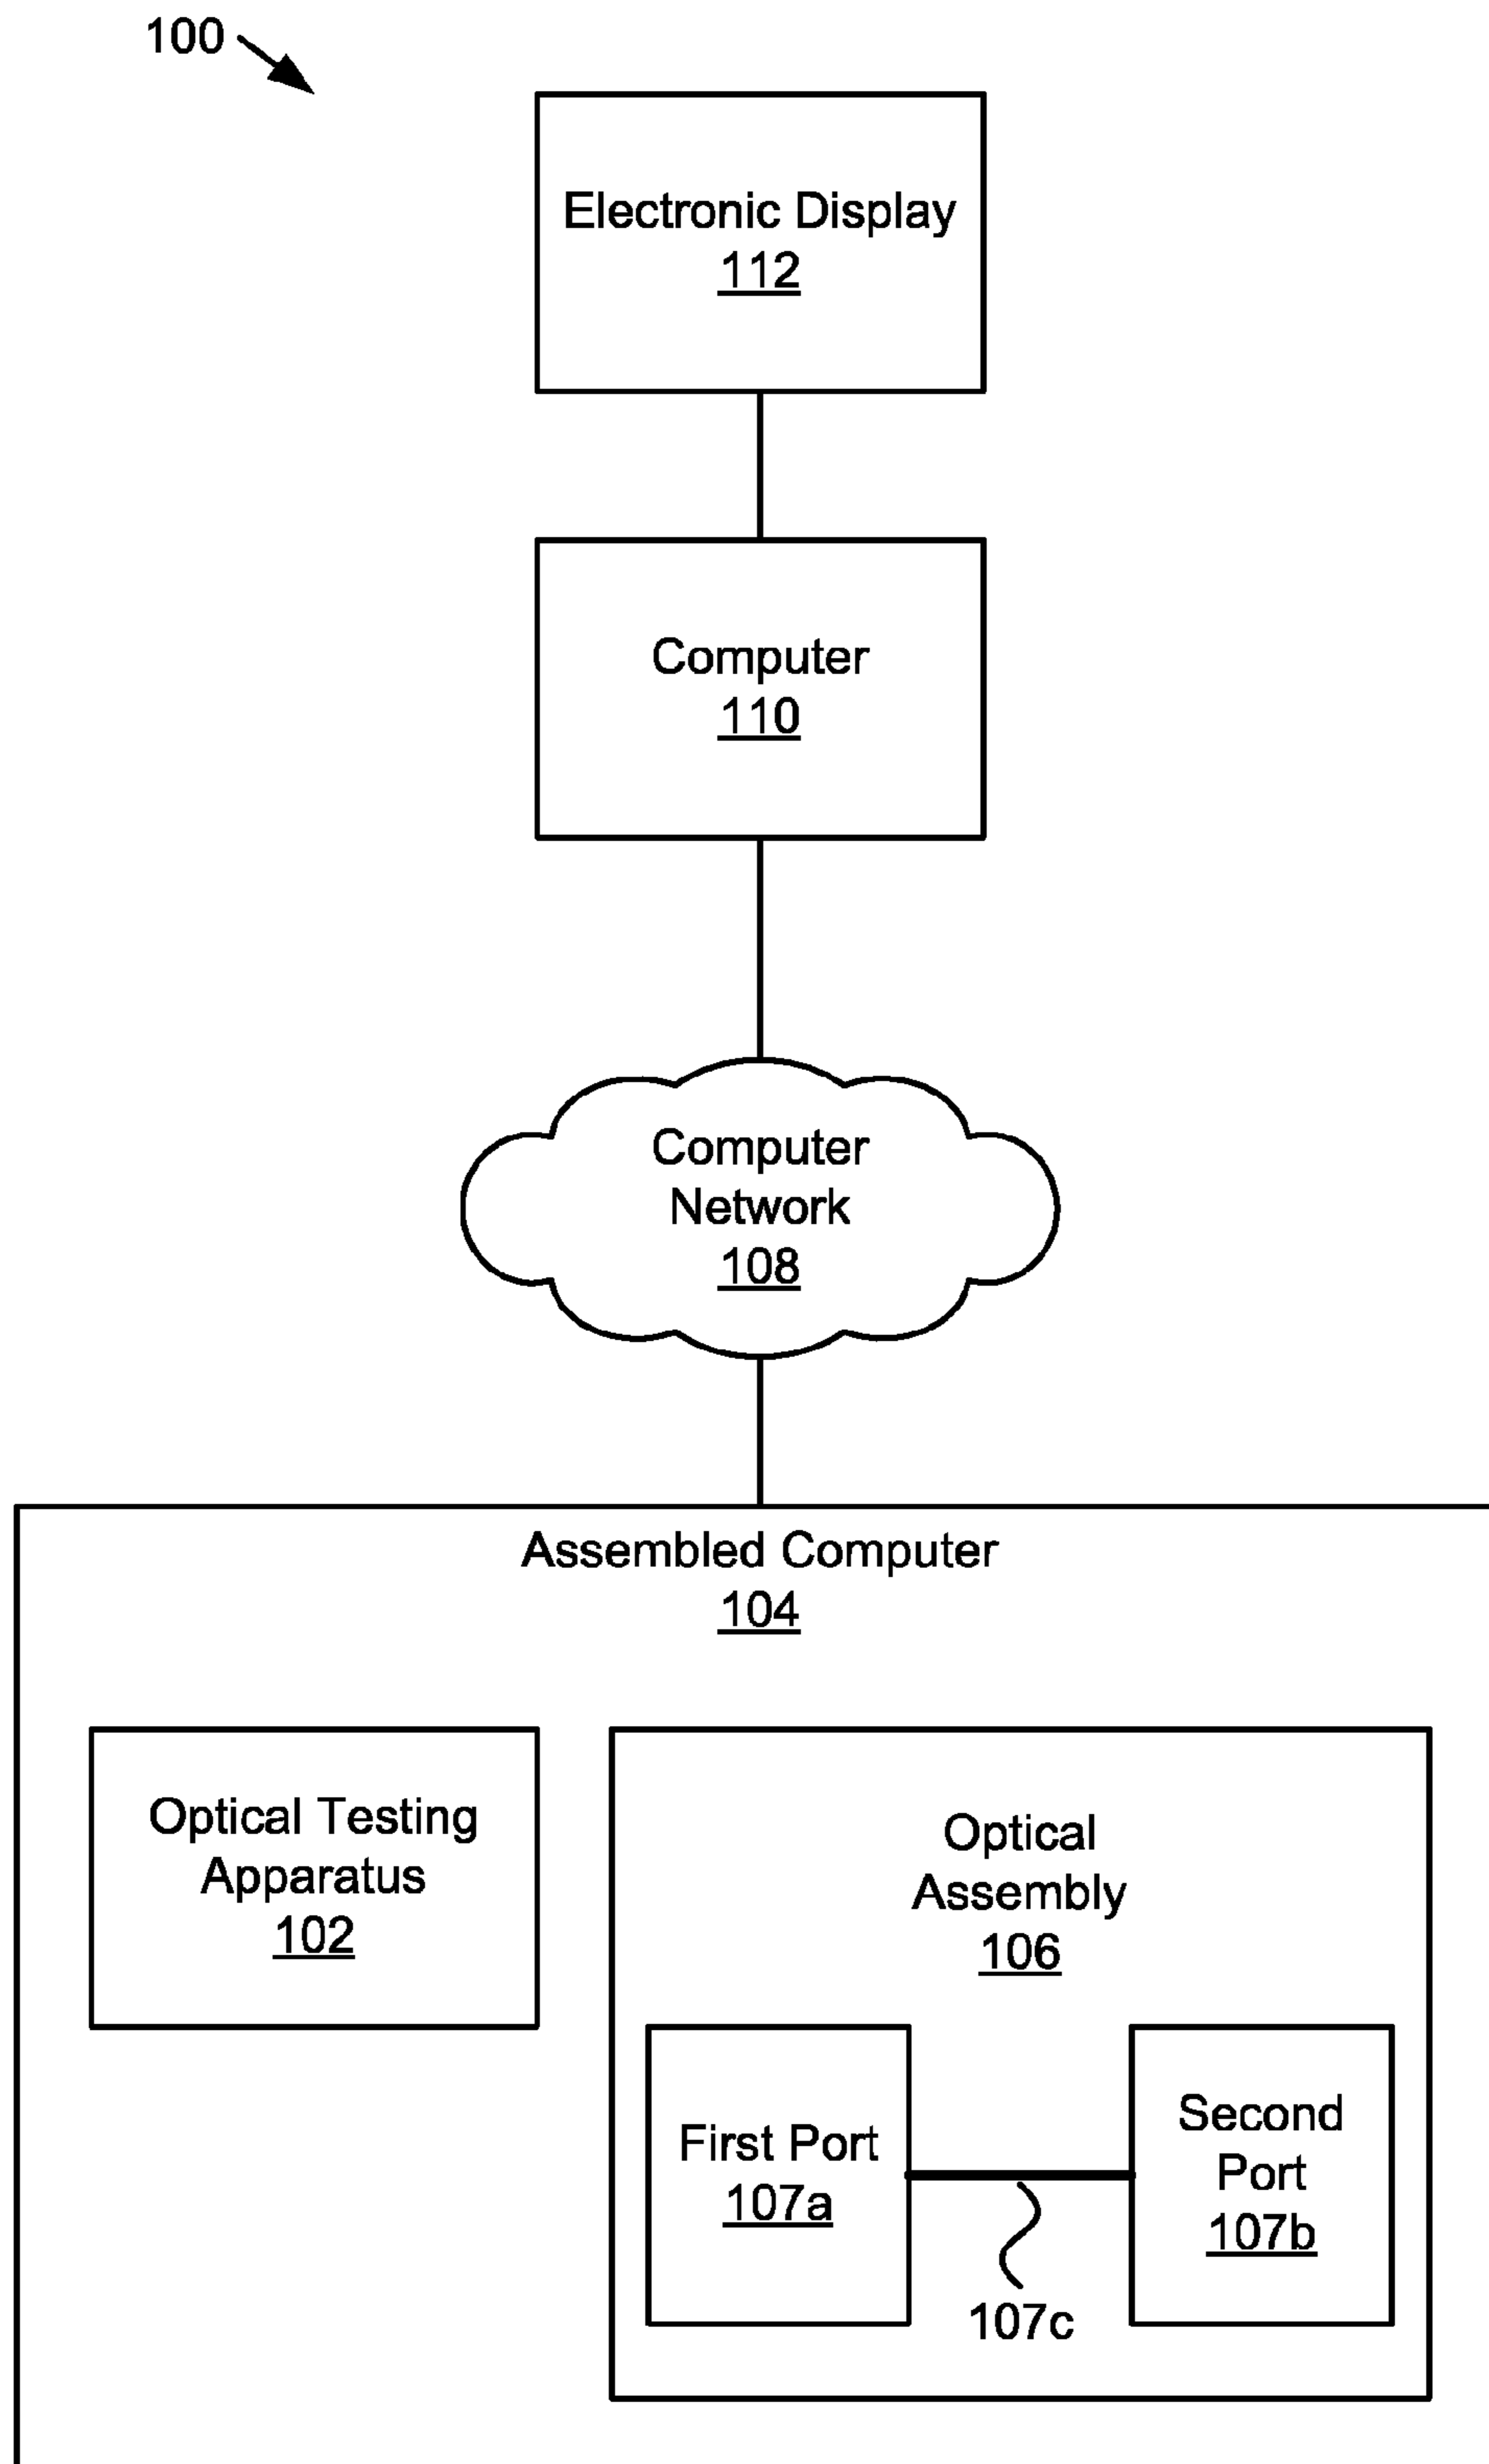 100
Electronic Display
112
Computer
110
Computer
Network
108
Assembled Computer
104
Optical Testing
Apparatus
102
Optical
Assembly
106
First Port
107a
Second
Port
107b
107c